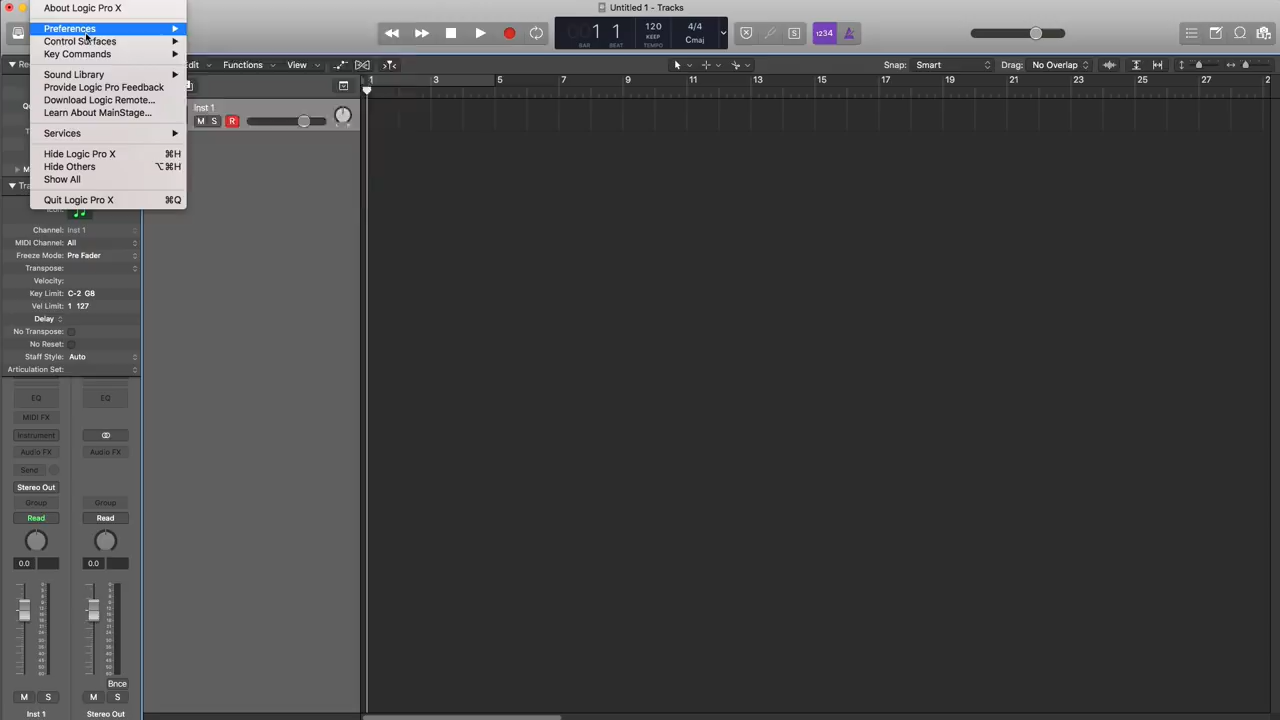 About Logic Pro X
Preferences
Control Surfaces
Key Commands
Sound Library
Provide Logic Pro Feedback
Download Logic Remote...
Learn About MainStage...
Services
Hide Logic Pro X ⌘H
Hide Others ⌥⌘H
Show All
Quit Logic Pro X ⌘Q
Untitled 1 - Tracks
1 1
BAR BEAT
120
KEEP
TEMPO
4/4
Cmaj
1234
Functions
View
Snap: Smart
Drag: No Overlap
1 3 5 7 9 11 13 15 17 19 21 23 25 27
Inst 1
M S R
Channel: Inst 1
MIDI Channel: All
Freeze Mode: Pre Fader
Transpose:
Velocity:
Key Limit: C-2 G8
Vel Limit: 1 127
Delay
No Transpose:
No Reset:
Staff Style: Auto
Articulation Set:
EQ EQ
MIDI FX
Instrument
Audio FX Audio FX
Send
Stereo Out
Group Group
Read Read
0.0 0.0
Bnce
M S M S
Inst 1 Stereo Out